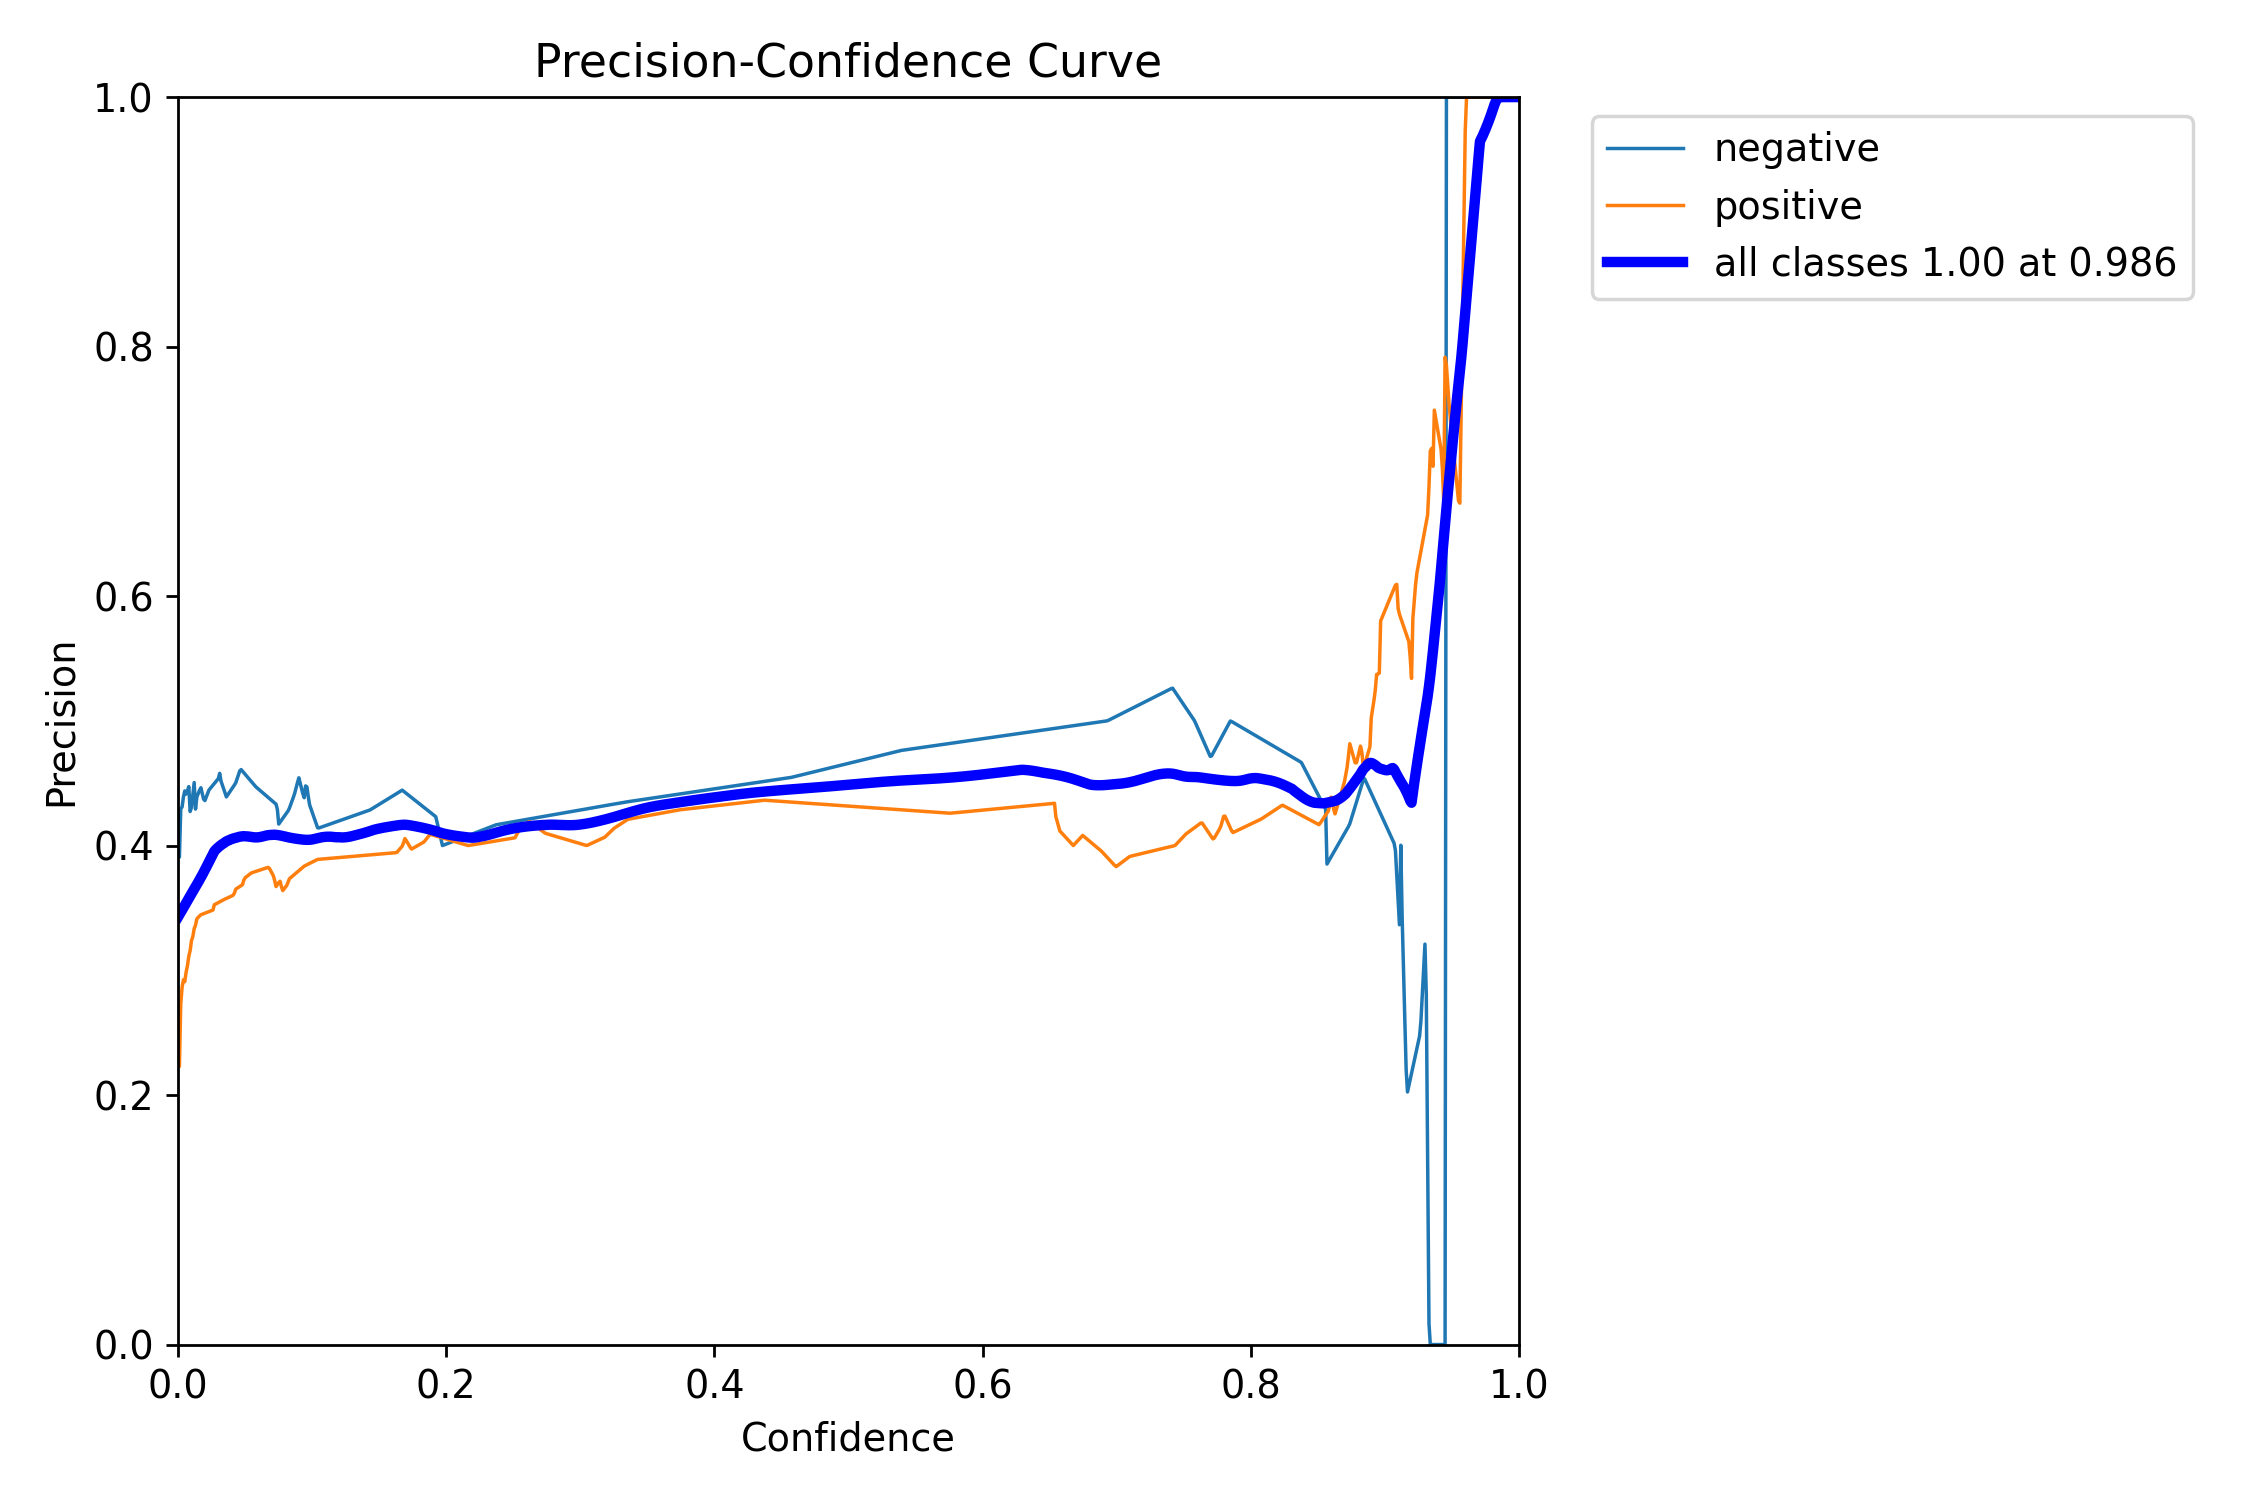 Precision-Confidence Curve
1.0
0.8
0.6
0.4
0.2
0.0
Precision
0.0 0.2 0.4 0.6 0.8 1.0
Confidence
negative
positive
all classes 1.00 at 0.986